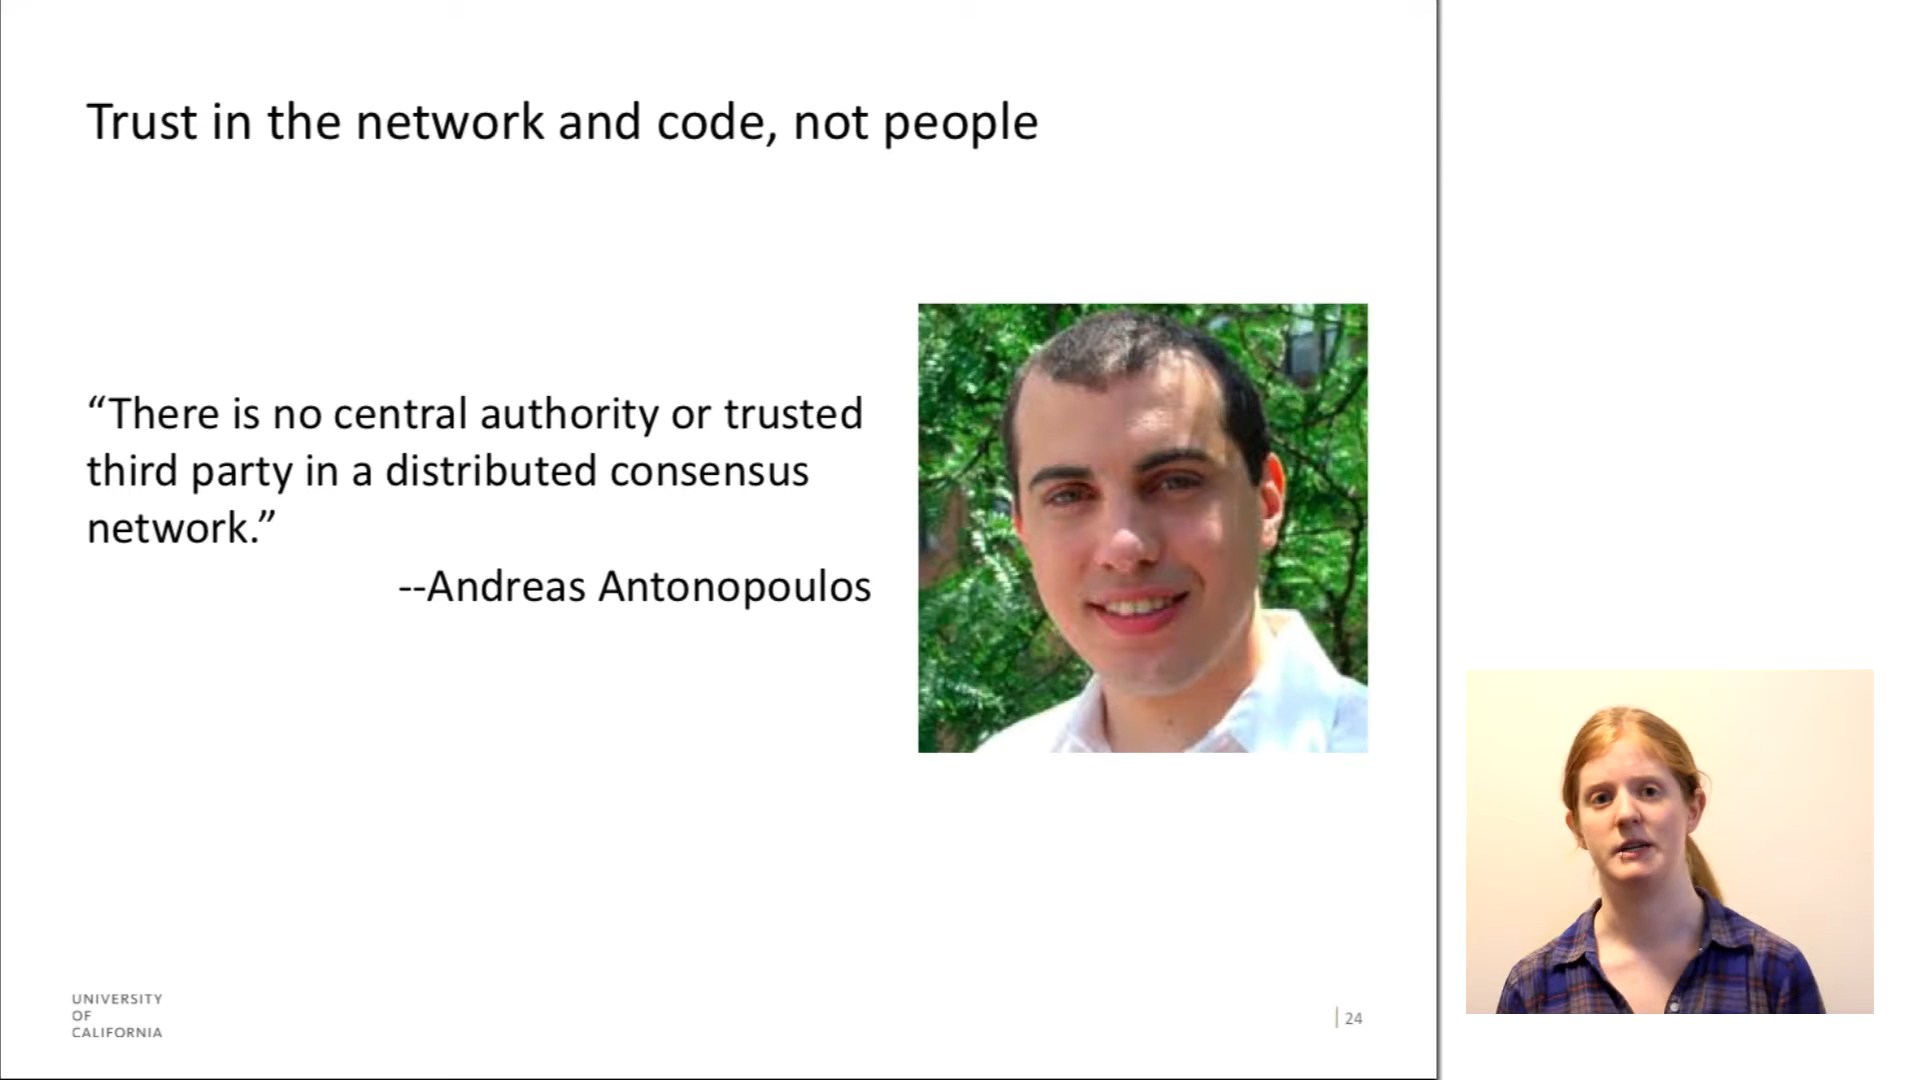 Trust in the network and code, not people
“There is no central authority or trusted
third party in a distributed consensus
network.”
--Andreas Antonopoulos
UNIVERSITY
OF
CALIFORNIA
24